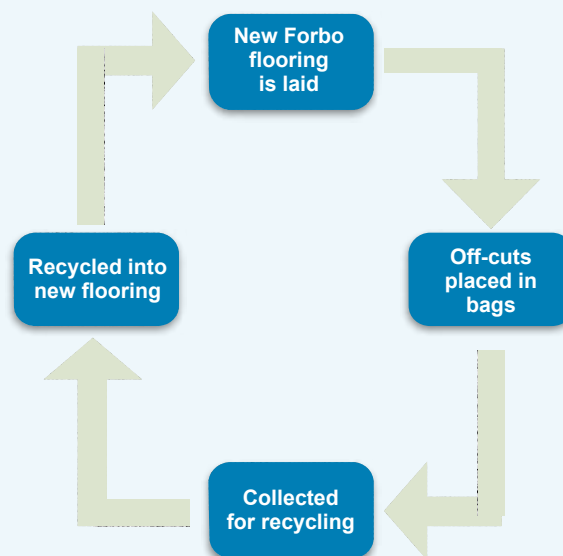 New Forbo
flooring
is laid
Off-cuts
placed in
bags
Collected
for recycling
Recycled into
new flooring